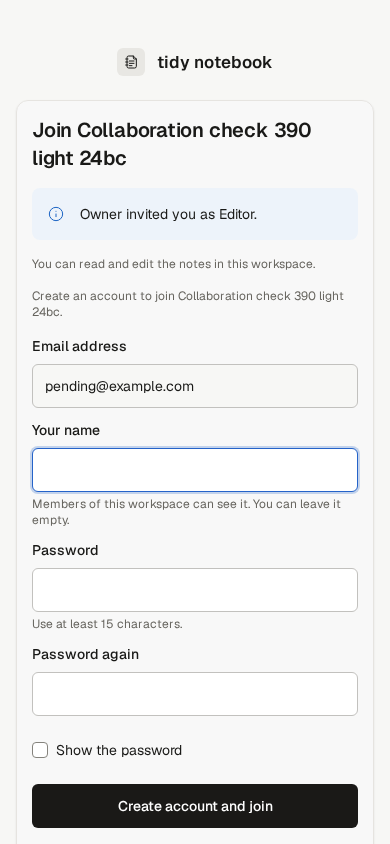 tidy notebook
Join Collaboration check 390
light 24bc
Owner invited you as Editor.
You can read and edit the notes in this workspace.
Create an account to join Collaboration check 390 light
24bc.
Email address
pending@example.com
Your name
Members of this workspace can see it. You can leave it
empty.
Password
Use at least 15 characters.
Password again
Show the password
Create account and join